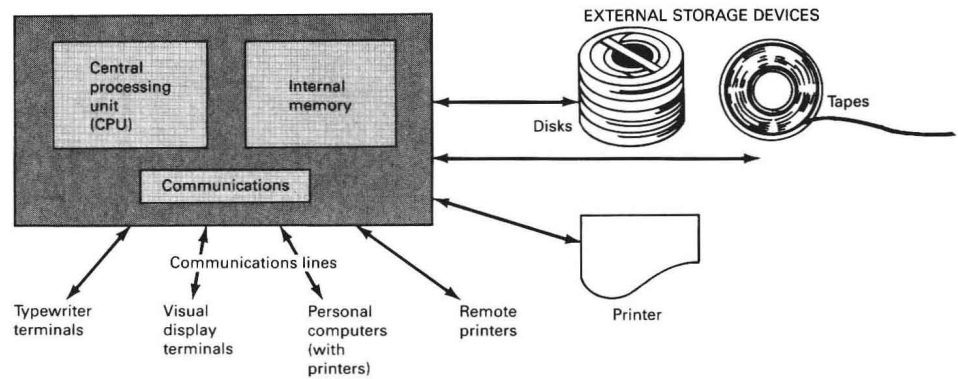 EXTERNAL STORAGE DEVICES
Central
processing
unit
(CPU)
Internal
memory
Disks
Tapes
Communications
Communications lines
Typewriter
terminals
Visual
display
terminals
Personal
computers
(with
printers)
Remote
printers
Printer